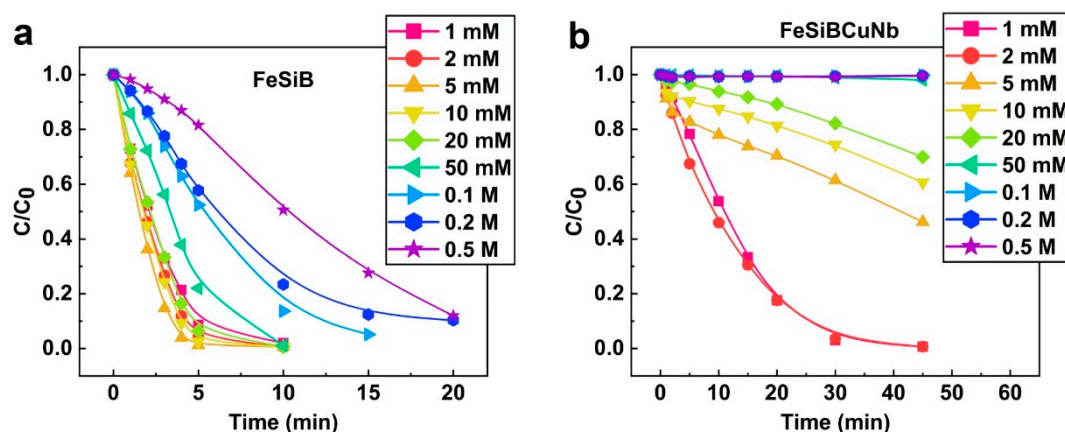 a
FeSiB
1 mM
2 mM
5 mM
10 mM
20 mM
50 mM
0.1 M
0.2 M
0.5 M
C/C0
1.0
0.8
0.6
0.4
0.2
0.0
0 5 10 15 20
Time (min)
b
FeSiBCuNb
1 mM
2 mM
5 mM
10 mM
20 mM
50 mM
0.1 M
0.2 M
0.5 M
C/C0
1.0
0.8
0.6
0.4
0.2
0.0
0 10 20 30 40 50 60
Time (min)